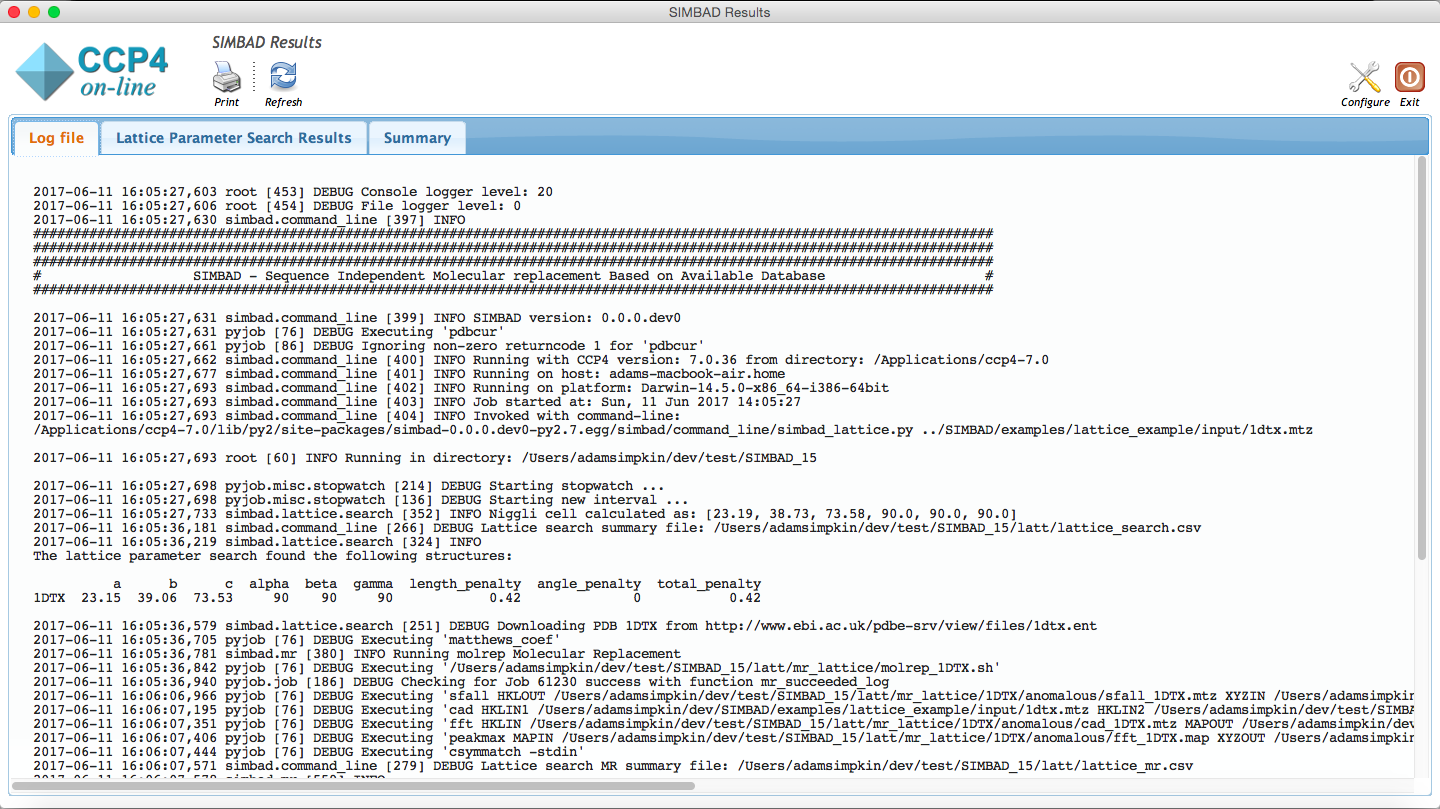 SIMBAD Results
CCP4
on-line
SIMBAD Results
Print
Refresh
Configure
Exit
Log file
Lattice Parameter Search Results
Summary
2017-06-11 16:05:27,603 root [453] DEBUG Console logger level: 20
2017-06-11 16:05:27,606 root [454] DEBUG File logger level: 0
2017-06-11 16:05:27,630 simbad.command_line [397] INFO
########################################################################################################################
########################################################################################################################
########################################################################################################################
#                   SIMBAD - Sequence Independent Molecular replacement Based on Available Database                    #
########################################################################################################################
2017-06-11 16:05:27,631 simbad.command_line [399] INFO SIMBAD version: 0.0.0.dev0
2017-06-11 16:05:27,631 pyjob [76] DEBUG Executing 'pdbcur'
2017-06-11 16:05:27,661 pyjob [86] DEBUG Ignoring non-zero returncode 1 for 'pdbcur'
2017-06-11 16:05:27,662 simbad.command_line [400] INFO Running with CCP4 version: 7.0.36 from directory: /Applications/ccp4-7.0
2017-06-11 16:05:27,677 simbad.command_line [401] INFO Running on host: adams-macbook-air.home
2017-06-11 16:05:27,693 simbad.command_line [402] INFO Running on platform: Darwin-14.5.0-x86_64-i386-64bit
2017-06-11 16:05:27,693 simbad.command_line [403] INFO Job started at: Sun, 11 Jun 2017 14:05:27
2017-06-11 16:05:27,693 simbad.command_line [404] INFO Invoked with command-line:
/Applications/ccp4-7.0/lib/py2/site-packages/simbad-0.0.0.dev0-py2.7.egg/simbad/command_line/simbad_lattice.py ../SIMBAD/examples/lattice_example/input/1dtx.mtz
2017-06-11 16:05:27,693 root [60] INFO Running in directory: /Users/adamsimpkin/dev/test/SIMBAD_15
2017-06-11 16:05:27,698 pyjob.misc.stopwatch [214] DEBUG Starting stopwatch ...
2017-06-11 16:05:27,698 pyjob.misc.stopwatch [136] DEBUG Starting new interval ...
2017-06-11 16:05:27,733 simbad.lattice.search [352] INFO Niggli cell calculated as: [23.19, 38.73, 73.58, 90.0, 90.0, 90.0]
2017-06-11 16:05:36,181 simbad.command_line [266] DEBUG Lattice search summary file: /Users/adamsimpkin/dev/test/SIMBAD_15/latt/lattice_search.csv
2017-06-11 16:05:36,219 simbad.lattice.search [324] INFO
The lattice parameter search found the following structures:
a b c alpha beta gamma length_penalty angle_penalty total_penalty
1DTX 23.15 39.06 73.53 90 90 90 0.42 0 0.42
2017-06-11 16:05:36,579 simbad.lattice.search [251] DEBUG Downloading PDB 1DTX from http://www.ebi.ac.uk/pdbe-srv/view/files/1dtx.ent
2017-06-11 16:05:36,705 pyjob [76] DEBUG Executing 'matthews_coef'
2017-06-11 16:05:36,781 simbad.mr [380] INFO Running molrep Molecular Replacement
2017-06-11 16:05:36,842 pyjob [76] DEBUG Executing '/Users/adamsimpkin/dev/test/SIMBAD_15/latt/mr_lattice/molrep_1DTX.sh'
2017-06-11 16:05:36,940 pyjob.job [186] DEBUG Checking for Job 61230 success with function mr_succeeded_log
2017-06-11 16:06:06,966 pyjob [76] DEBUG Executing 'sfall HKLOUT /Users/adamsimpkin/dev/test/SIMBAD_15/latt/mr_lattice/1DTX/anomalous/sfall_1DTX.mtz XYZIN /Users/adamsimpkin
2017-06-11 16:06:07,195 pyjob [76] DEBUG Executing 'cad HKLIN1 /Users/adamsimpkin/dev/SIMBAD/examples/lattice_example/input/1dtx.mtz HKLIN2 /Users/adamsimpkin/dev/test/SIMBA
2017-06-11 16:06:07,351 pyjob [76] DEBUG Executing 'fft HKLIN /Users/adamsimpkin/dev/test/SIMBAD_15/latt/mr_lattice/1DTX/anomalous/cad_1DTX.mtz MAPOUT /Users/adamsimpkin/dev
2017-06-11 16:06:07,406 pyjob [76] DEBUG Executing 'peakmax MAPIN /Users/adamsimpkin/dev/test/SIMBAD_15/latt/mr_lattice/1DTX/anomalous/fft_1DTX.map XYZOUT /Users/adamsimpkin
2017-06-11 16:06:07,444 pyjob [76] DEBUG Executing 'csymmatch -stdin'
2017-06-11 16:06:07,571 simbad.command_line [279] DEBUG Lattice search MR summary file: /Users/adamsimpkin/dev/test/SIMBAD_15/latt/lattice_mr.csv